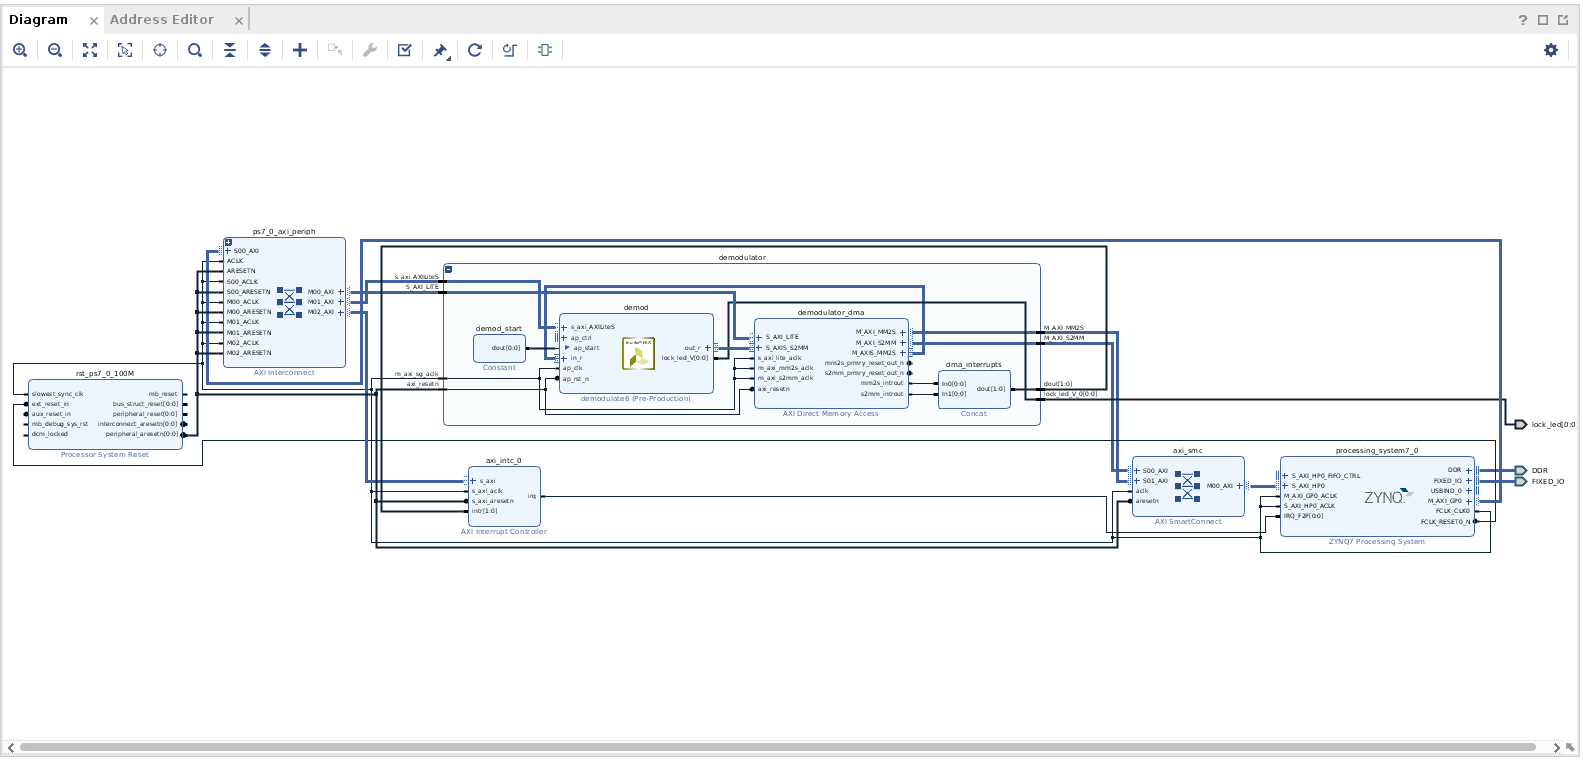 Diagram
Address Editor
?
ps7_0_axi_periph
S00_AXI
ACLK
ARESETN
S00_ACLK
S00_ARESETN
M00_ACLK
M00_ARESETN
M01_ACLK
M01_ARESETN
M02_ACLK
M02_ARESETN
M00_AXI
M01_AXI
M02_AXI
AXI Interconnect
rst_ps7_0_100M
slowest_sync_clk
ext_reset_in
aux_reset_in
mb_debug_sys_rst
dcm_locked
mb_reset
bus_struct_reset[0:0]
peripheral_reset[0:0]
interconnect_aresetn[0:0]
peripheral_aresetn[0:0]
Processor System Reset
demodulator
s_axi_AXILiteS
S_AXI_LITE
m_axi_sg_aclk
axi_resetn
demod_start
dout[0:0]
Constant
demod
s_axi_AXILiteS
ap_ctrl
ap_start
in_r
ap_clk
ap_rst_n
out_r
lock_led_V[0:0]
demodulate6 (Pre-Production)
demodulator_dma
S_AXI_LITE
S_AXIS_S2MM
s_axi_lite_aclk
m_axi_mm2s_aclk
m_axi_s2mm_aclk
axi_resetn
M_AXI_MM2S
M_AXI_S2MM
M_AXIS_MM2S
mm2s_prmry_reset_out_n
s2mm_prmry_reset_out_n
mm2s_introut
s2mm_introut
AXI Direct Memory Access
dma_interrupts
In0[0:0]
In1[0:0]
dout[1:0]
Concat
M_AXI_MM2S
M_AXI_S2MM
dout[1:0]
lock_led_V_0[0:0]
lock_led[0:0
axi_intc_0
s_axi
s_axi_aclk
s_axi_aresetn
intr[1:0]
irq
AXI Interrupt Controller
axi_smc
S00_AXI
S01_AXI
aclk
aresetn
M00_AXI
AXI SmartConnect
processing_system7_0
S_AXI_HP0_FIFO_CTRL
S_AXI_HP0
M_AXI_GP0_ACLK
S_AXI_HP0_ACLK
IRQ_F2P[0:0]
ZYNQ
DDR
FIXED_IO
USBIND_0
M_AXI_GP0
FCLK_CLK0
FCLK_RESET0_N
ZYNQ7 Processing System
DDR
FIXED_IO